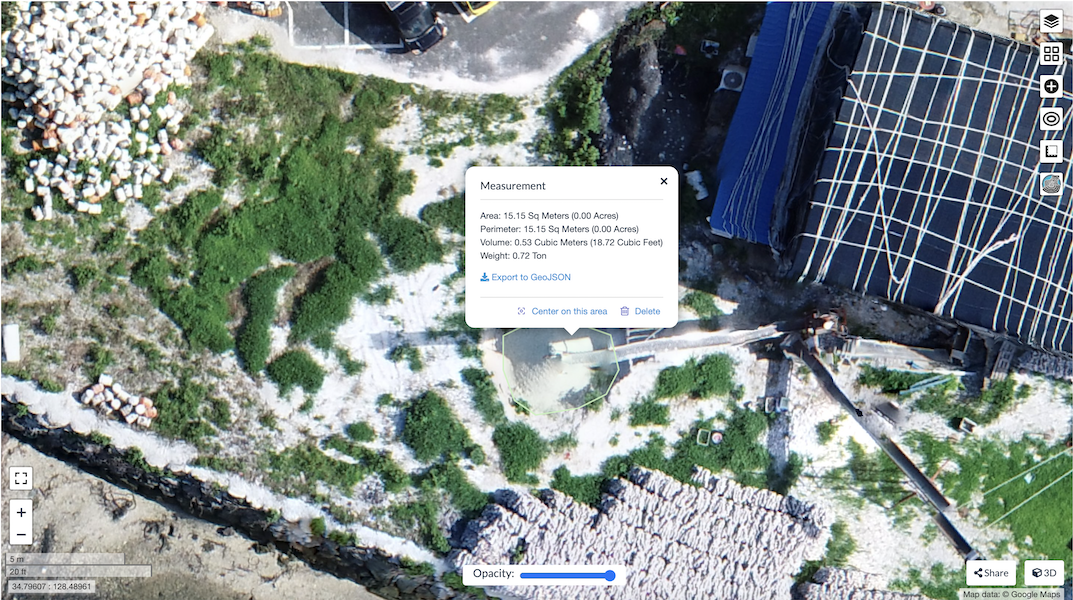 Measurement
Area: 15.15 Sq Meters (0.00 Acres)
Perimeter: 15.15 Sq Meters (0.00 Acres)
Volume: 0.53 Cubic Meters (18.72 Cubic Feet)
Weight: 0.72 Ton
Export to GeoJSON
Center on this area Delete
5 m
20 ft
34.79607 : 128.48961
Opacity:
Share 3D
Map data: © Google Maps